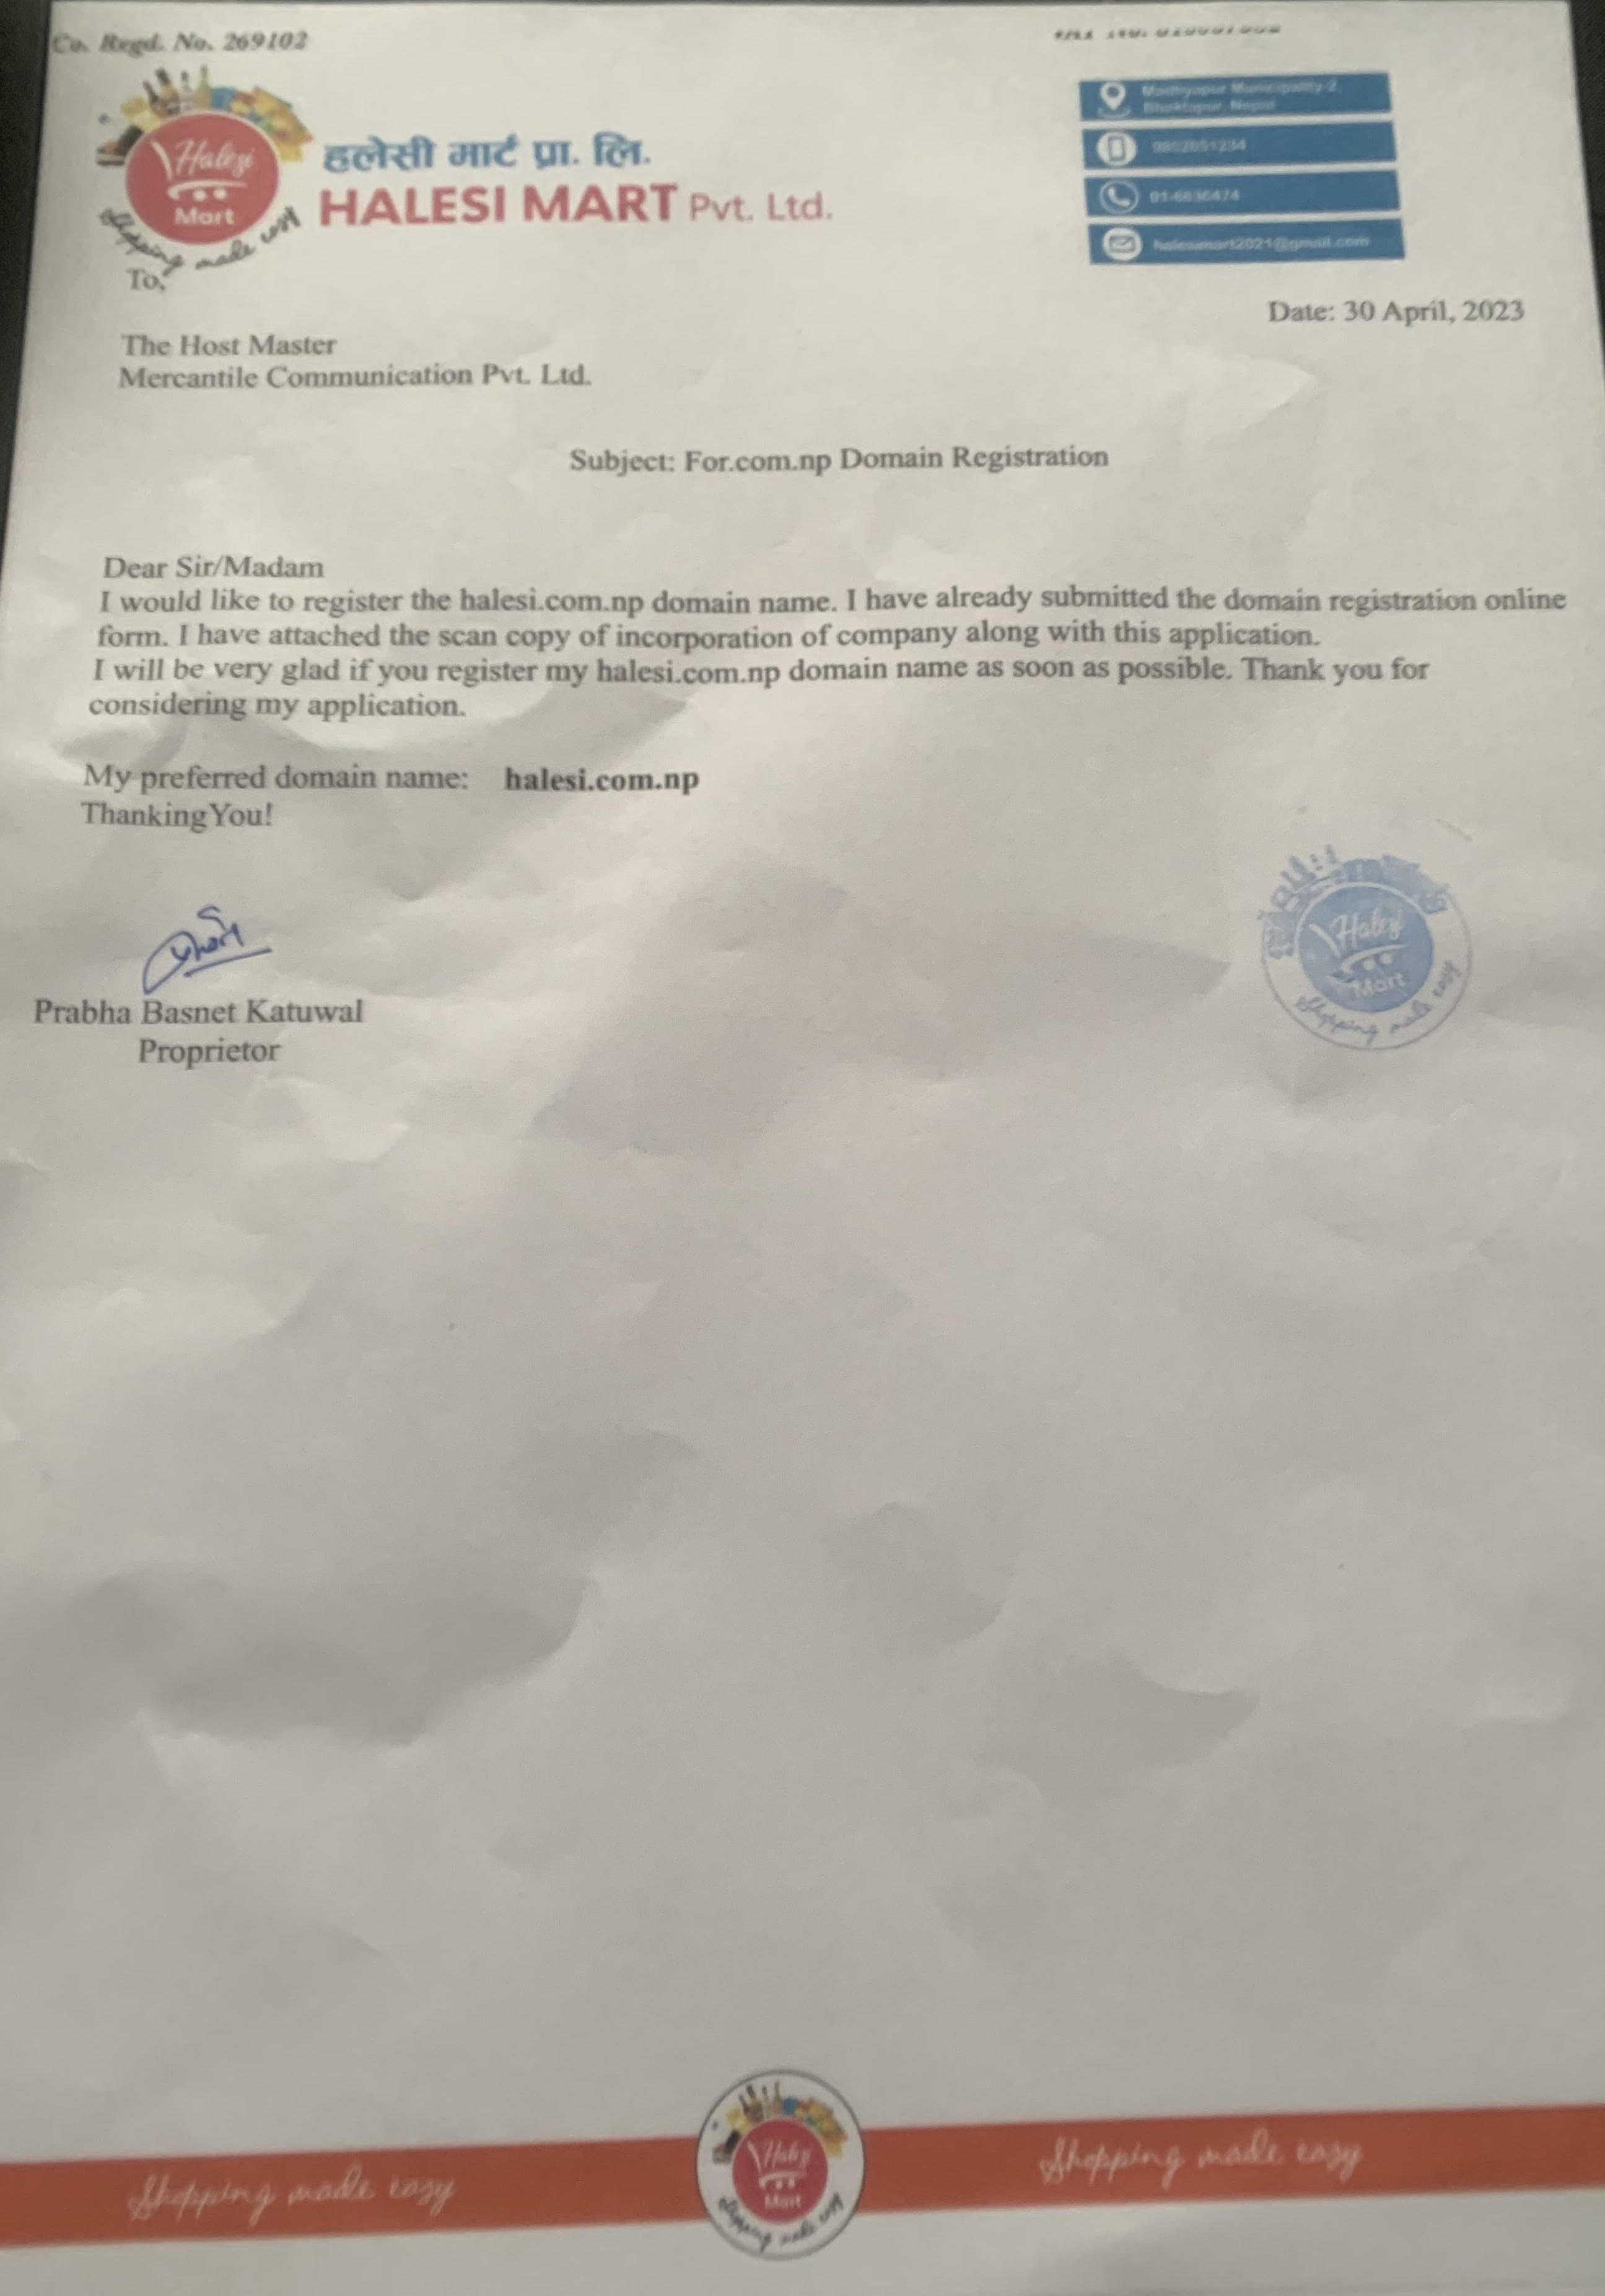 Co. Regd. No. 269102
Halesi
Mart
Shopping made easy
हलेसी मार्ट प्रा. लि.
HALESI MART Pvt. Ltd.
Madhyapur Municipality-2,
Bhaktapur, Nepal
halesimart2021@gmail.com
To,
Date: 30 April, 2023
The Host Master
Mercantile Communication Pvt. Ltd.
Subject: For.com.np Domain Registration
Dear Sir/Madam
I would like to register the halesi.com.np domain name. I have already submitted the domain registration online
form. I have attached the scan copy of incorporation of company along with this application.
I will be very glad if you register my halesi.com.np domain name as soon as possible. Thank you for
considering my application.
My preferred domain name: halesi.com.np
ThankingYou!
Prabha Basnet Katuwal
Proprietor
Halesi
Mart
Shopping made easy
Shopping made easy
Halesi
Mart
Shopping made easy
Shopping made easy